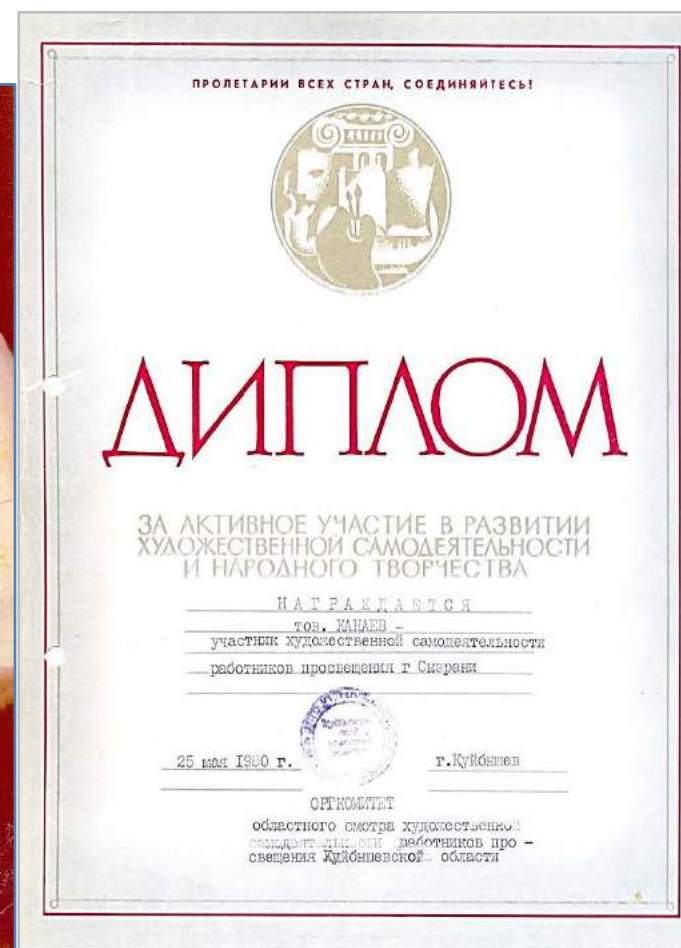 ПРОЛЕТАРИИ ВСЕХ СТРАН, СОЕДИНЯЙТЕСЬ!
ДИПЛОМ
ЗА АКТИВНОЕ УЧАСТИЕ В РАЗВИТИИ
ХУДОЖЕСТВЕННОЙ САМОДЕЯТЕЛЬНОСТИ
И НАРОДНОГО ТВОРЧЕСТВА
НАГРАЖДАЕТСЯ
тов. КАНАЕВ -
участник художественной самодеятельности
работников просвещения г Сызрани
25 мая 1980 г. г.Куйбышев
ОРГКОМИТЕТ
областного смотра художественной
самодеятельности работников про -
свещения Куйбышевской области